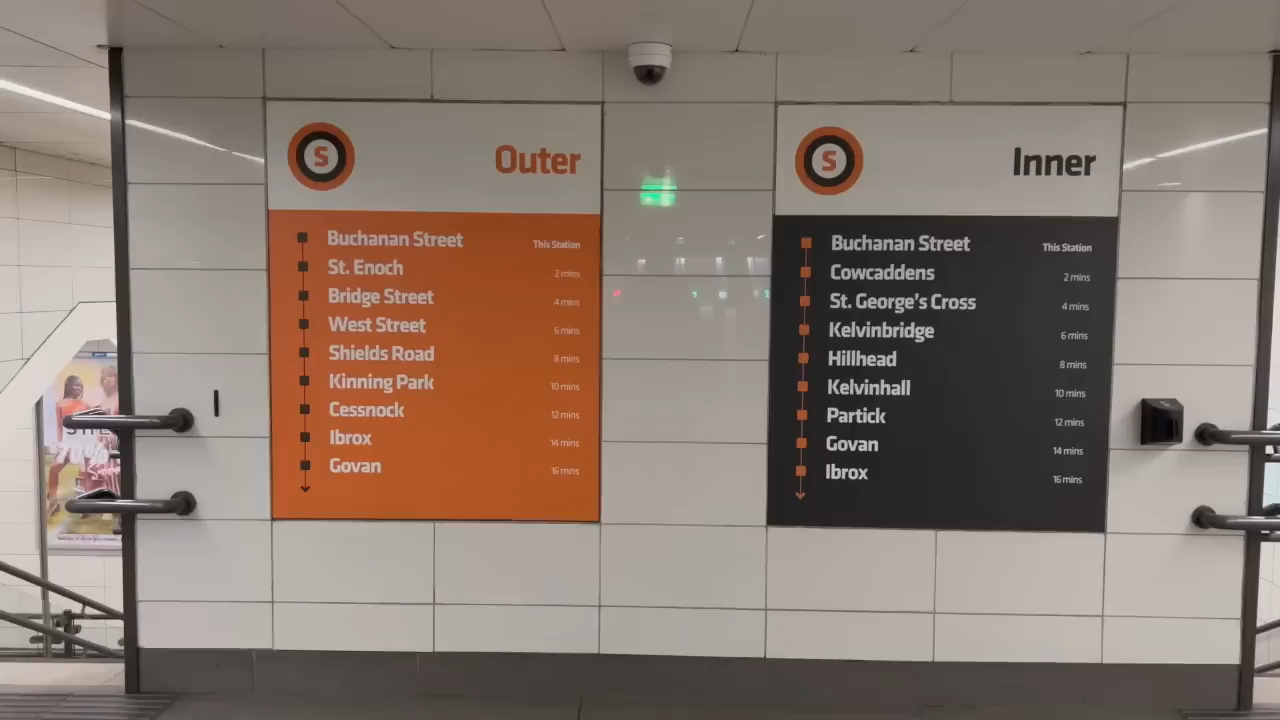 S
Outer
Buchanan Street This Station
St. Enoch 2 mins
Bridge Street 4 mins
West Street 6 mins
Shields Road 8 mins
Kinning Park 10 mins
Cessnock 12 mins
Ibrox 14 mins
Govan 16 mins
S
Inner
Buchanan Street This Station
Cowcaddens 2 mins
St. George's Cross 4 mins
Kelvinbridge 6 mins
Hillhead 8 mins
Kelvinhall 10 mins
Partick 12 mins
Govan 14 mins
Ibrox 16 mins
70%